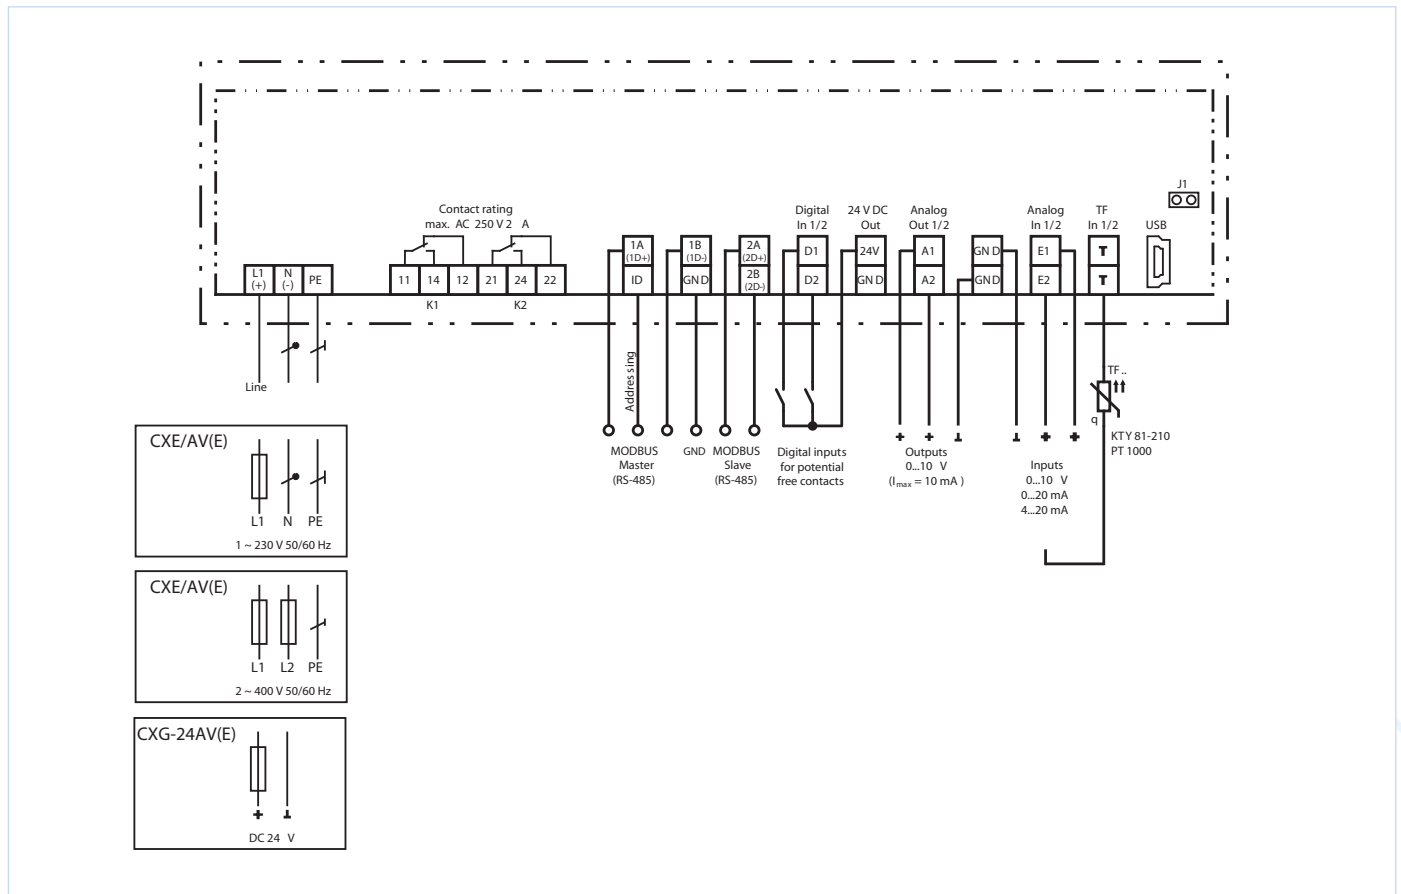 J1
Contact rating
max. AC 250 V 2 A
Digital
In 1/2
24 V DC
Out
Analog
Out 1/2
Analog
In 1/2
TF
In 1/2
USB
L1
(+)
N
(-)
PE
11
14
12
21
24
22
K1
K2
1A
(1D+)
ID
1B
(1D-)
GND
2A
(2D+)
2B
(2D-)
D1
D2
24V
GND
A1
A2
GND
GND
E1
E2
T
T
Line
Addressing
MODBUS
Master
(RS-485)
GND
MODBUS
Slave
(RS-485)
Digital inputs
for potential
free contacts
Outputs
0...10 V
(Imax = 10 mA )
Inputs
0...10 V
0...20 mA
4...20 mA
TF ..
q
KTY 81-210
PT 1000
CXE/AV(E)
L1 N PE
1 ~ 230 V 50/60 Hz
CXE/AV(E)
L1 L2 PE
2 ~ 400 V 50/60 Hz
CXG-24AV(E)
DC 24 V